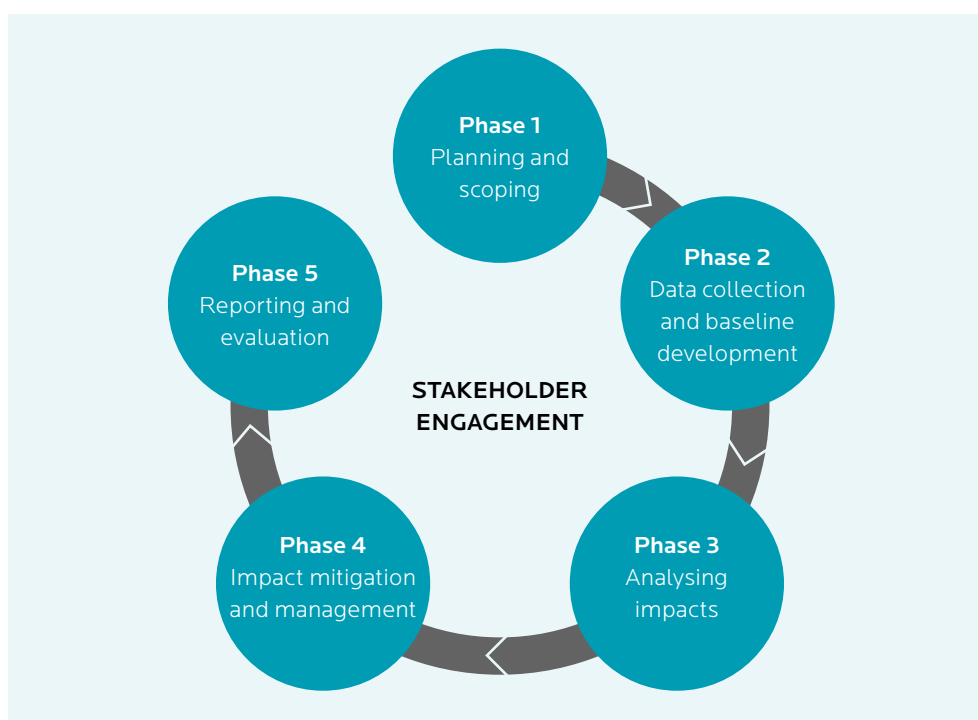 Phase 1
Planning and
scoping
Phase 2
Data collection
and baseline
development
Phase 3
Analysing
impacts
Phase 4
Impact mitigation
and management
Phase 5
Reporting and
evaluation
STAKEHOLDER
ENGAGEMENT